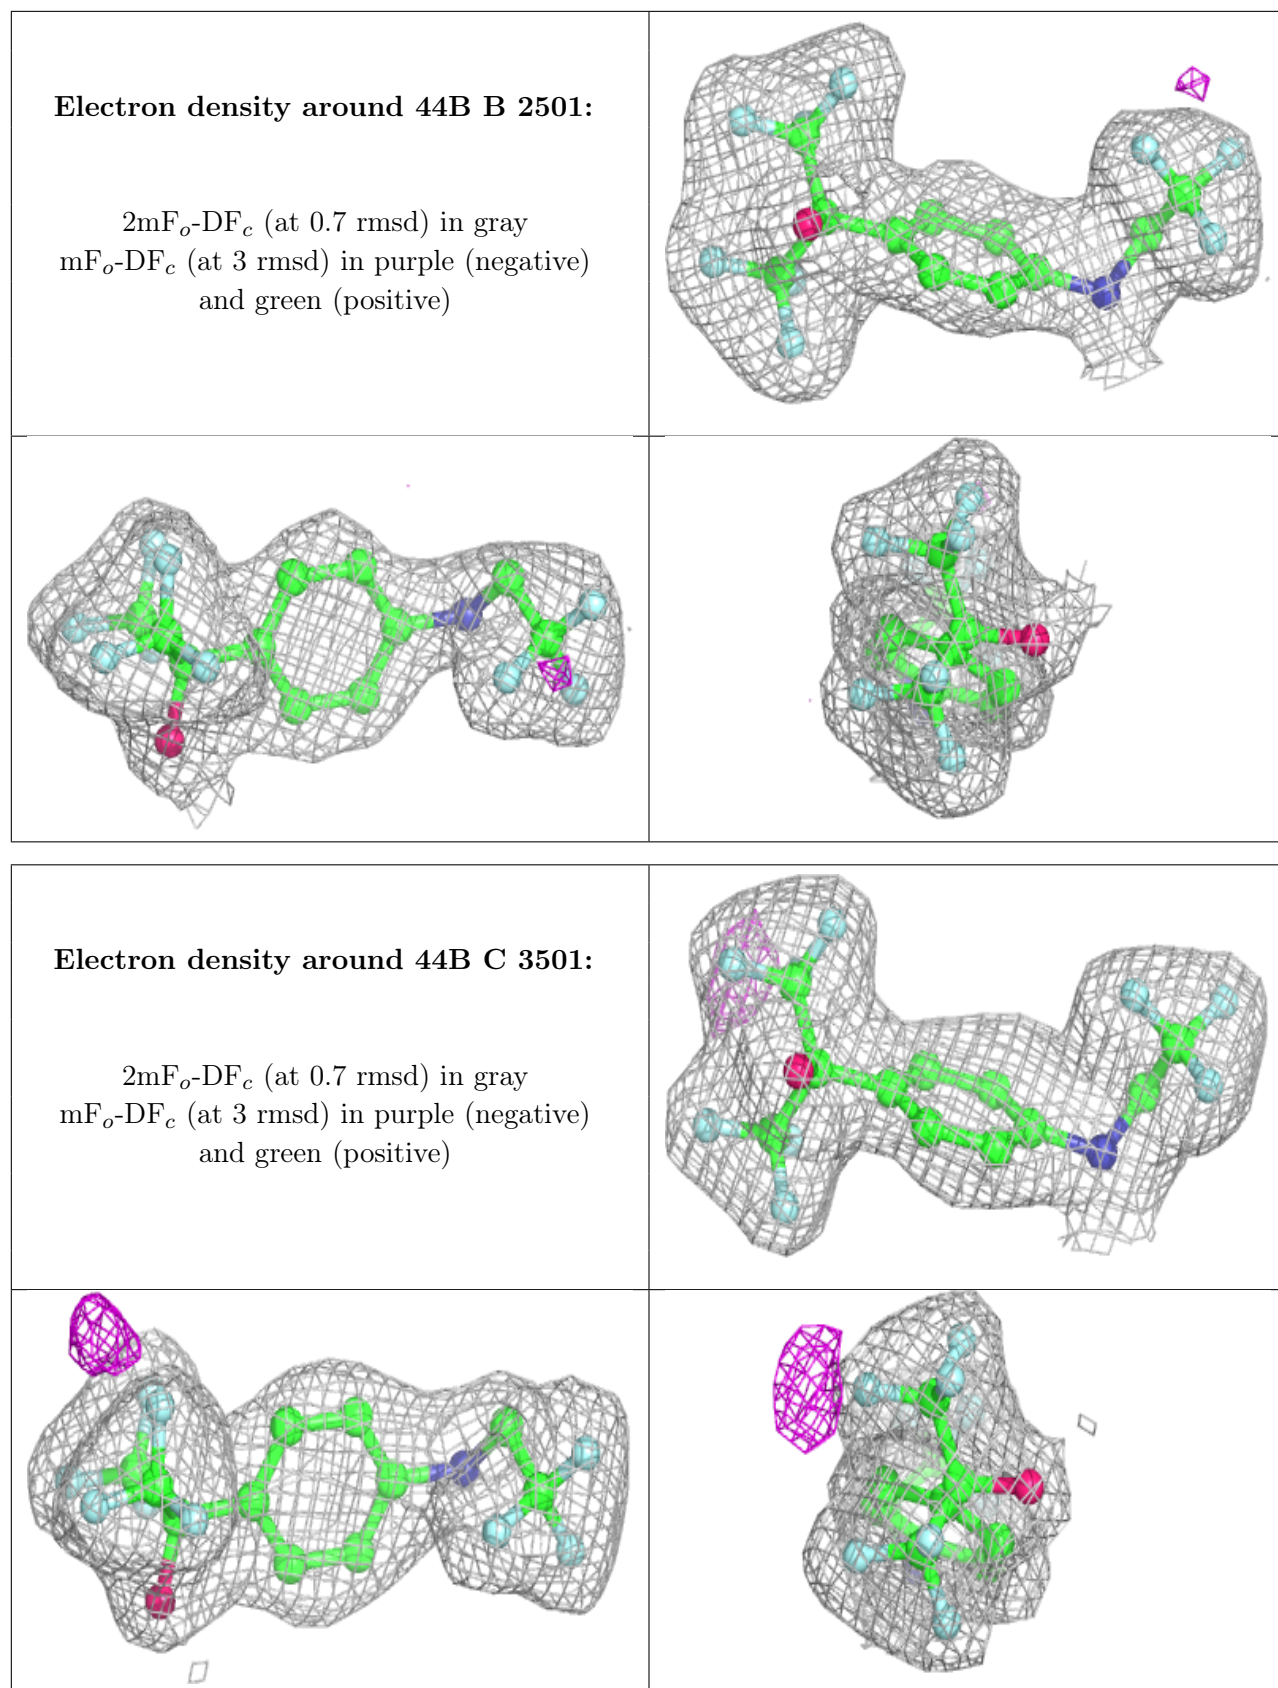 Electron density around 44B B 2501:
2mFo-DFc (at 0.7 rmsd) in gray
mFo-DFc (at 3 rmsd) in purple (negative)
and green (positive)
Electron density around 44B C 3501:
2mFo-DFc (at 0.7 rmsd) in gray
mFo-DFc (at 3 rmsd) in purple (negative)
and green (positive)